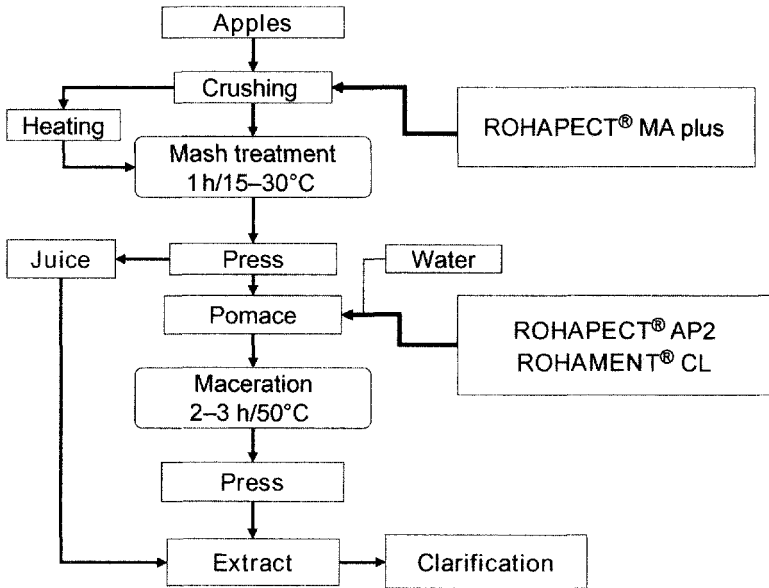 Apples
Crushing
Heating
ROHAPECT® MA plus
Mash treatment
1 h/15–30°C
Juice
Press
Water
Pomace
ROHAPECT® AP2
ROHAMENT® CL
Maceration
2–3 h/50°C
Press
Extract
Clarification